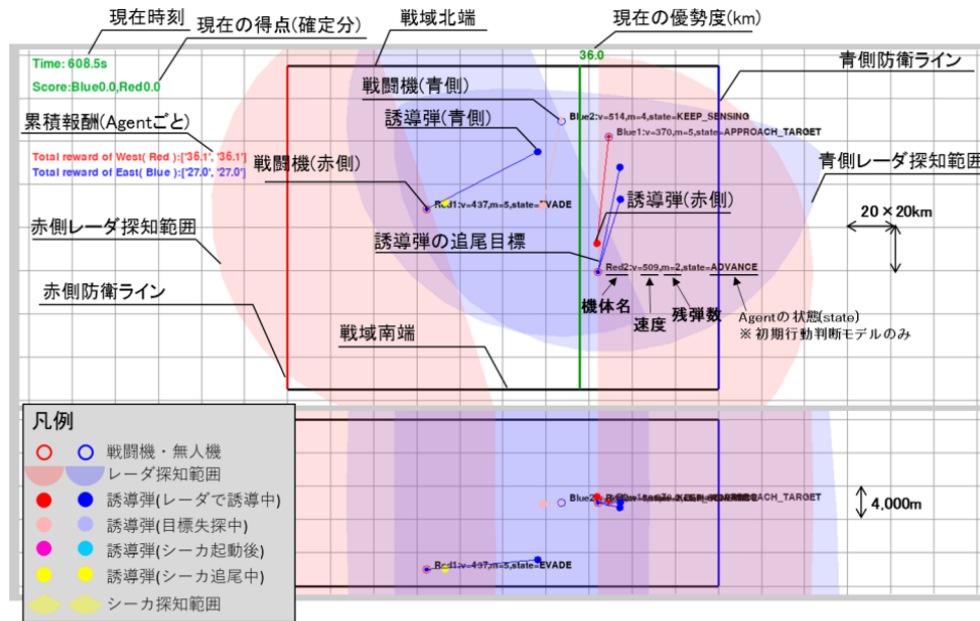 現在時刻
現在の得点(確定分)
戦域北端
現在の優勢度(km)
36.0
Time: 608.5s
Score:Blue0.0,Red0.0
青側防衛ライン
戦闘機(青側)
Blue2:v=514,m=4,state=KEEP_SENSING
累積報酬(Agentごと)
誘導弾(青側)
Blue1:v=370,m=5,state=APPROACH_TARGET
Total reward of West( Red ):['36.1', '36.1']
Total reward of East( Blue ):['27.0', '27.0']
戦闘機(赤側)
青側レーダ探知範囲
Red1:v=437,m=5,state=EVADE
誘導弾(赤側)
20×20km
赤側レーダ探知範囲
誘導弾の追尾目標
Red2:v=509,m=2,state=ADVANCE
赤側防衛ライン
機体名
速度
残弾数
Agentの状態(state)
※初期行動判断モデルのみ
戦域南端
凡例
戦闘機・無人機
レーダ探知範囲
誘導弾(レーダで誘導中)
誘導弾(目標失探中)
誘導弾(シーカ起動後)
誘導弾(シーカ追尾中)
シーカ探知範囲
4,000m
Red1:v=437,m=5,state=EVADE